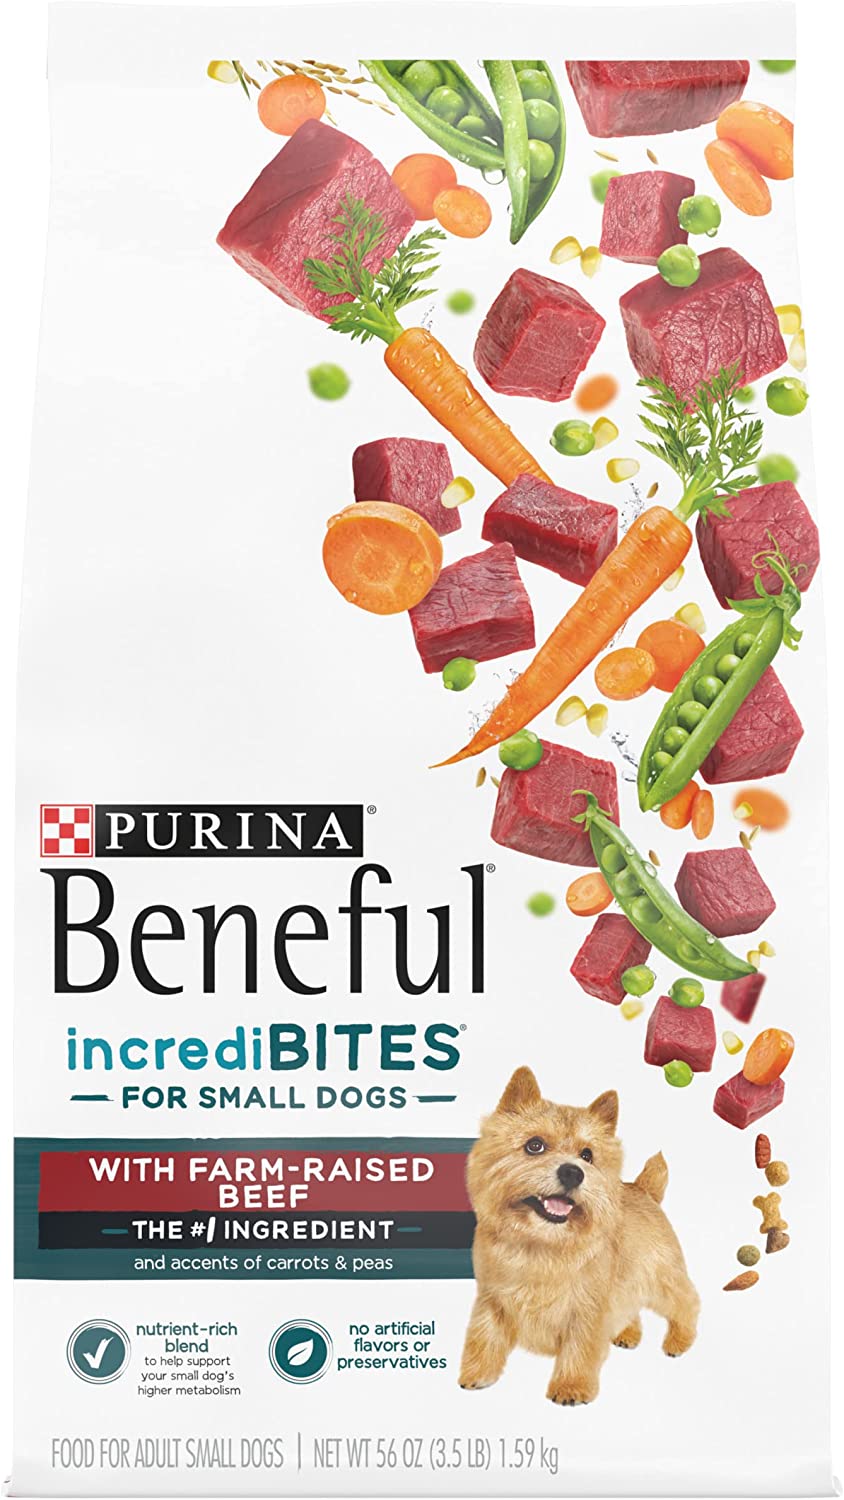 PURINA®
Beneful®
incrediBITES®
FOR SMALL DOGS
WITH FARM-RAISED
BEEF
THE #1 INGREDIENT
and accents of carrots & peas
nutrient-rich
blend
to help support
your small dog's
higher metabolism
no artificial
flavors or
preservatives
FOOD FOR ADULT SMALL DOGS | NET WT 56 OZ (3.5 LB) 1.59 kg